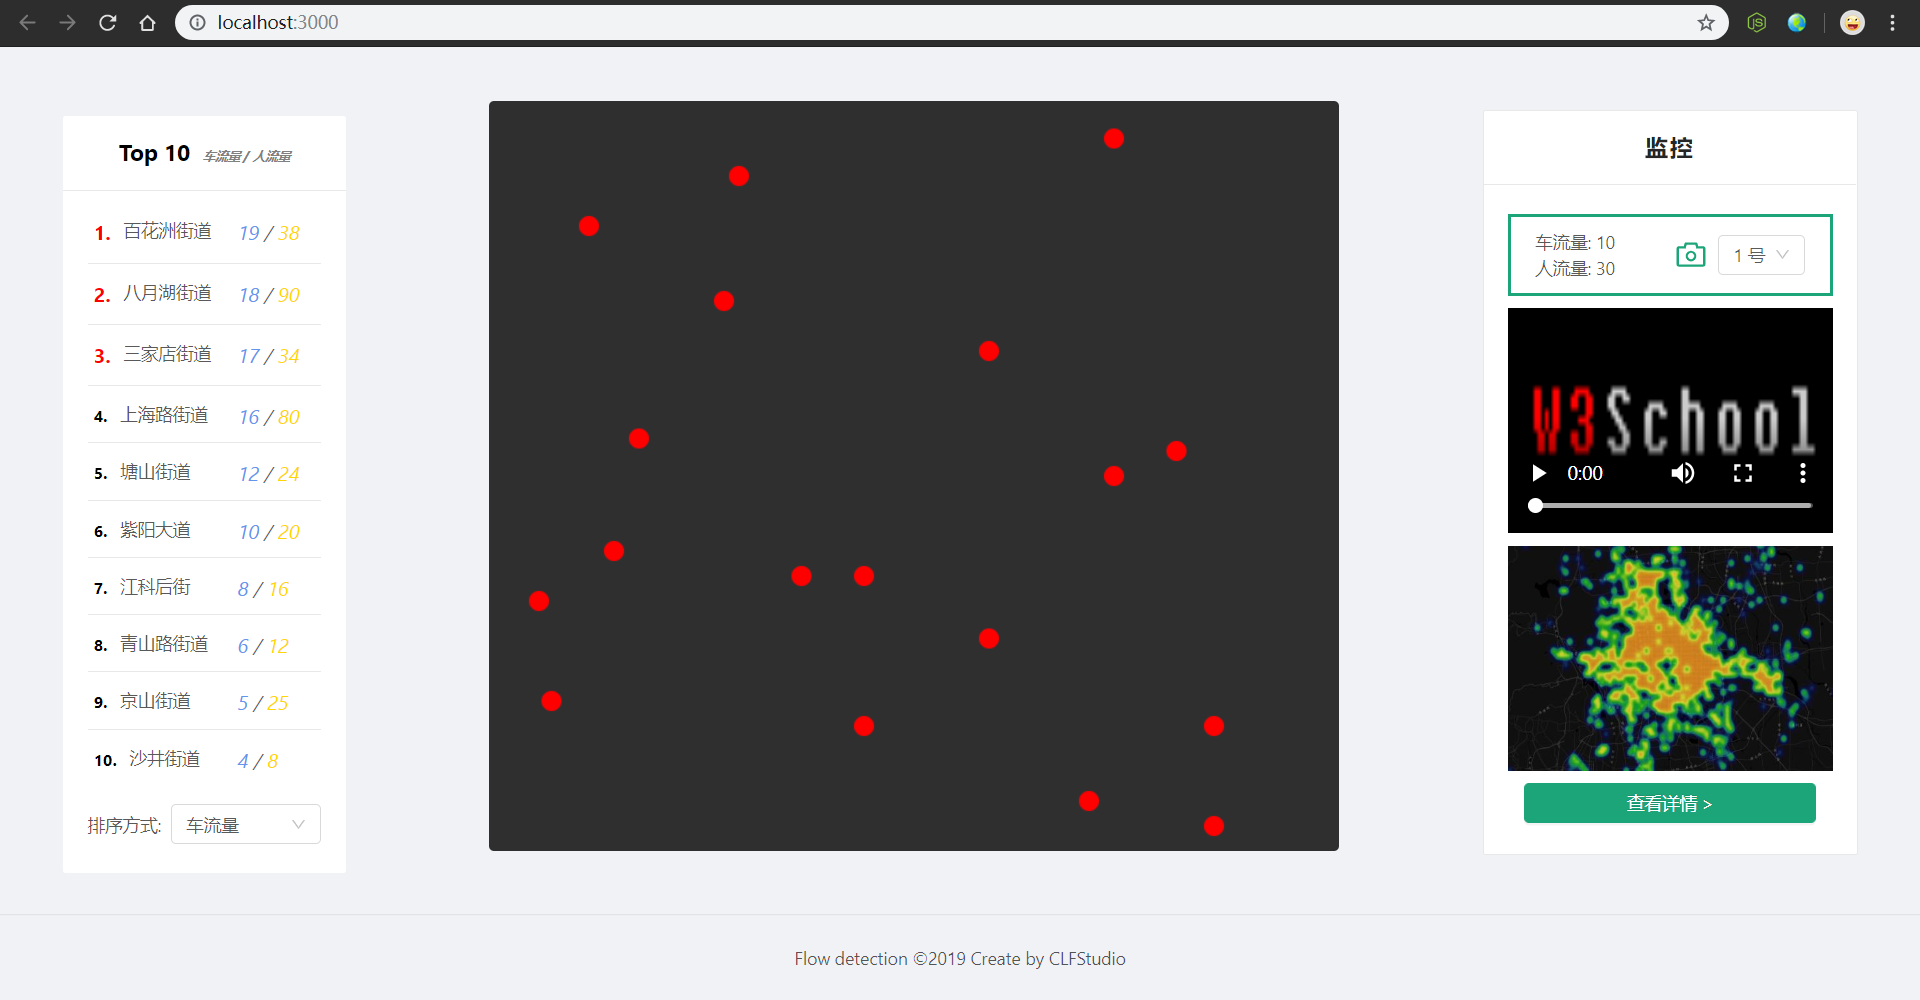 localhost:3000
Top 10 车流量 / 人流量
1. 百花洲街道 19 / 38
2. 八月湖街道 18 / 90
3. 三家店街道 17 / 34
4. 上海路街道 16 / 80
5. 塘山街道 12 / 24
6. 紫阳大道 10 / 20
7. 江科后街 8 / 16
8. 青山路街道 6 / 12
9. 京山街道 5 / 25
10. 沙井街道 4 / 8
排序方式: 车流量
监控
车流量: 10
人流量: 30
1 号
W3School
0:00
查看详情 >
Flow detection ©2019 Create by CLFStudio